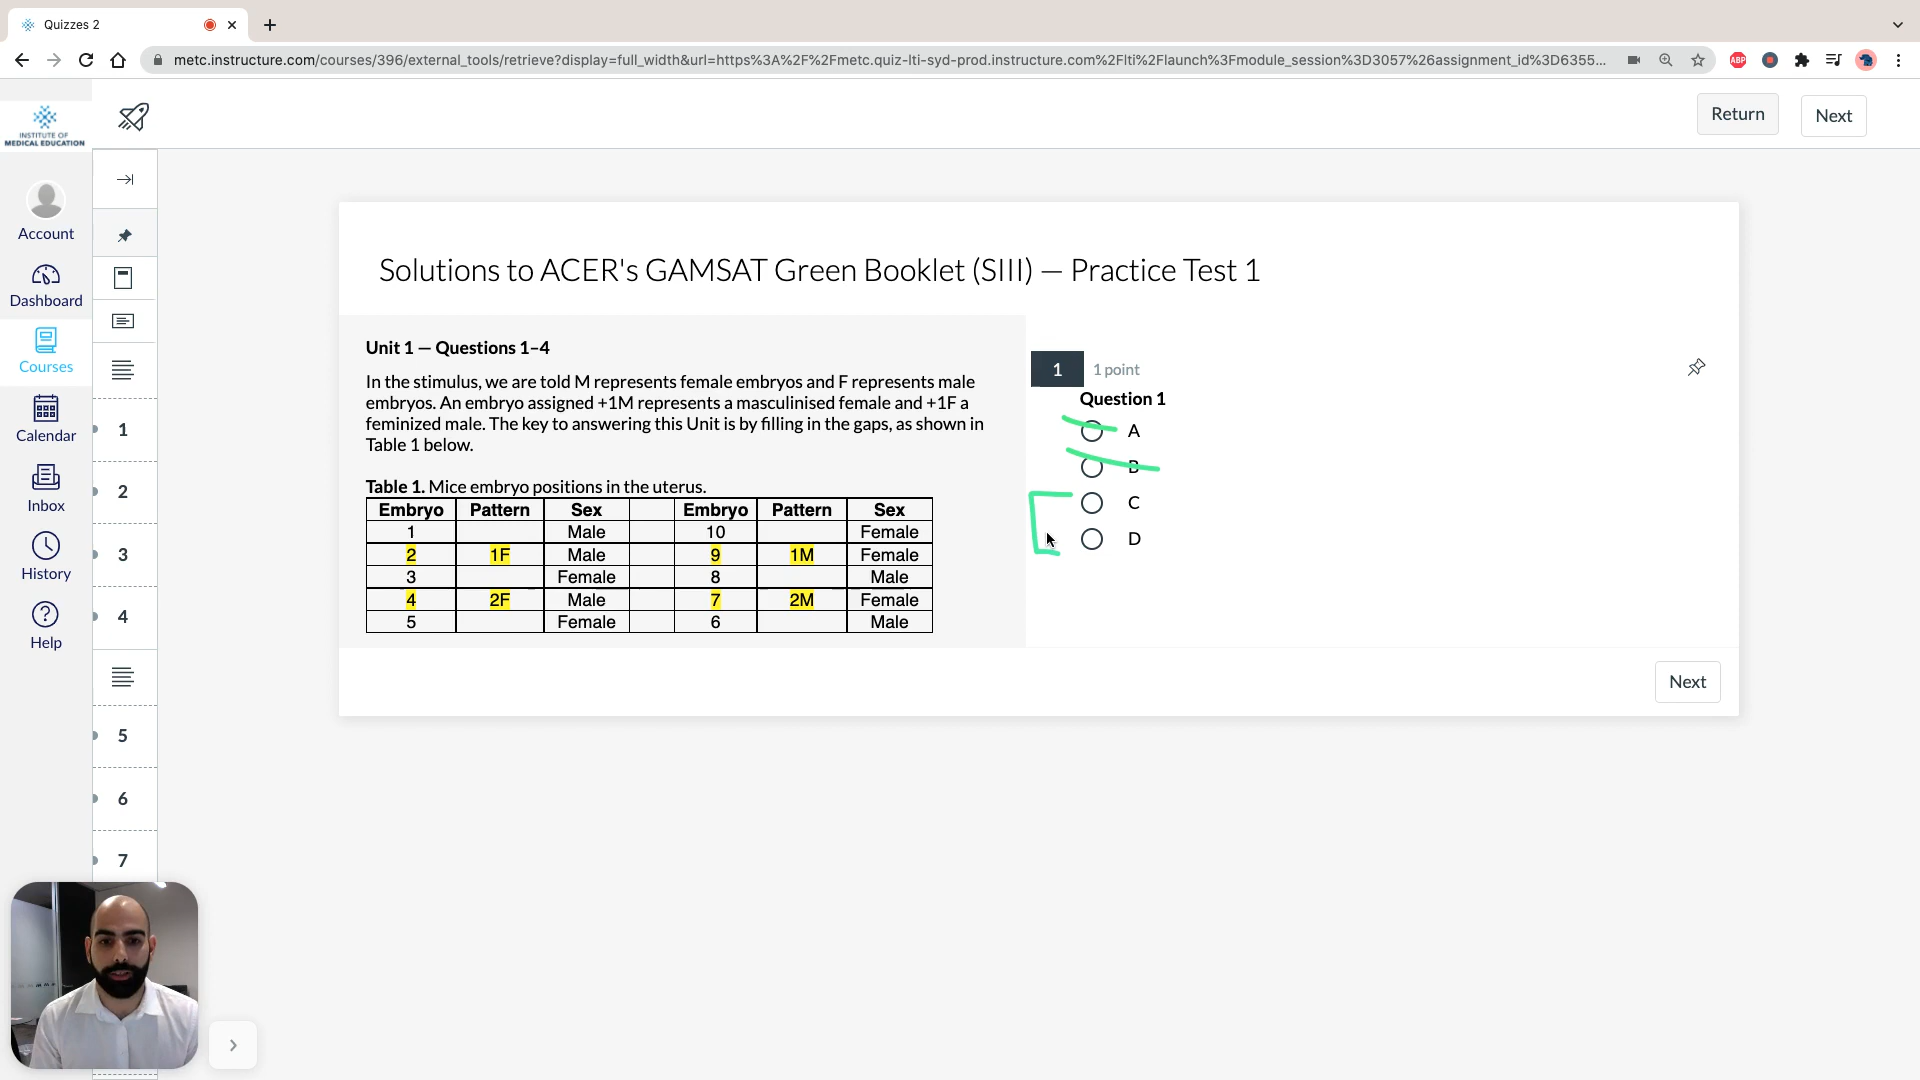 Quizzes 2
metc.instructure.com/courses/396/external_tools/retrieve?display=full_width&url=https%3A%2F%2Fmetc.quiz-lti-syd-prod.instructure.com%2Flti%2Flaunch%3Fmodule_session%3D3057%26assignment_id%3D6355...
ABP
INSTITUTE OF
MEDICAL EDUCATION
Return
Next
Account
Dashboard
Courses
Calendar
Inbox
History
Help
1
2
3
4
5
6
7
Solutions to ACER's GAMSAT Green Booklet (SIII) — Practice Test 1
Unit 1 — Questions 1–4
In the stimulus, we are told M represents female embryos and F represents male
embryos. An embryo assigned +1M represents a masculinised female and +1F a
feminized male. The key to answering this Unit is by filling in the gaps, as shown in
Table 1 below.
Table 1. Mice embryo positions in the uterus.
Embryo Pattern Sex Embryo Pattern Sex
1 Male 10 Female
2 1F Male 9 1M Female
3 Female 8 Male
4 2F Male 7 2M Female
5 Female 6 Male
1
1 point
Question 1
A
B
C
D
Next